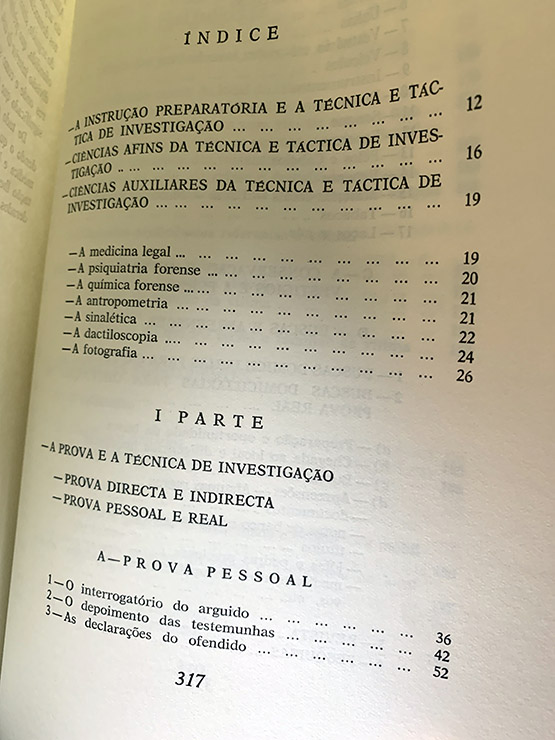 ÍNDICE
—A INSTRUÇÃO PREPARATÓRIA E A TÉCNICA E TÁC-
TICA DE INVESTIGAÇÃO ... ... ... ... ... ... ... ... ... 12
—CIÊNCIAS AFINS DA TÉCNICA E TÁCTICA DE INVES-
TIGAÇÃO .. ... ... ... ... ... ... ... ... ... ... ... ... 16
—CIÊNCIAS AUXILIARES DA TÉCNICA E TÁCTICA DE
INVESTIGAÇÃO ... ... ... ... ... ... ... ... ... ... ... 19
—A medicina legal ... ... ... ... ... ... ... ... ... ... 19
—A psiquiatria forense ... ... ... ... ... ... ... ... ... 20
—A química forense ... ... ... ... ... ... ... ... ... ... 21
—A antropometria ... ... ... ... ... ... ... ... ... ... 21
—A sinalética ... ... ... ... ... ... ... ... ... ... ... 22
—A dactiloscopia .... ... ... ... ... ... ... ... ... ... 24
—A fotografia ... ... ... ... ... ... ... ... ... ... ... 26
I PARTE
—A PROVA E A TÉCNICA DE INVESTIGAÇÃO
—PROVA DIRECTA E INDIRECTA
—PROVA PESSOAL E REAL
A—PROVA PESSOAL
1—O interrogatório do arguido ... ... ... ... ... ... 36
2—O depoimento das testemunhas ... ... ... ... ... ... 42
3—As declarações do ofendido ... ... ... ... ... ... 52
317